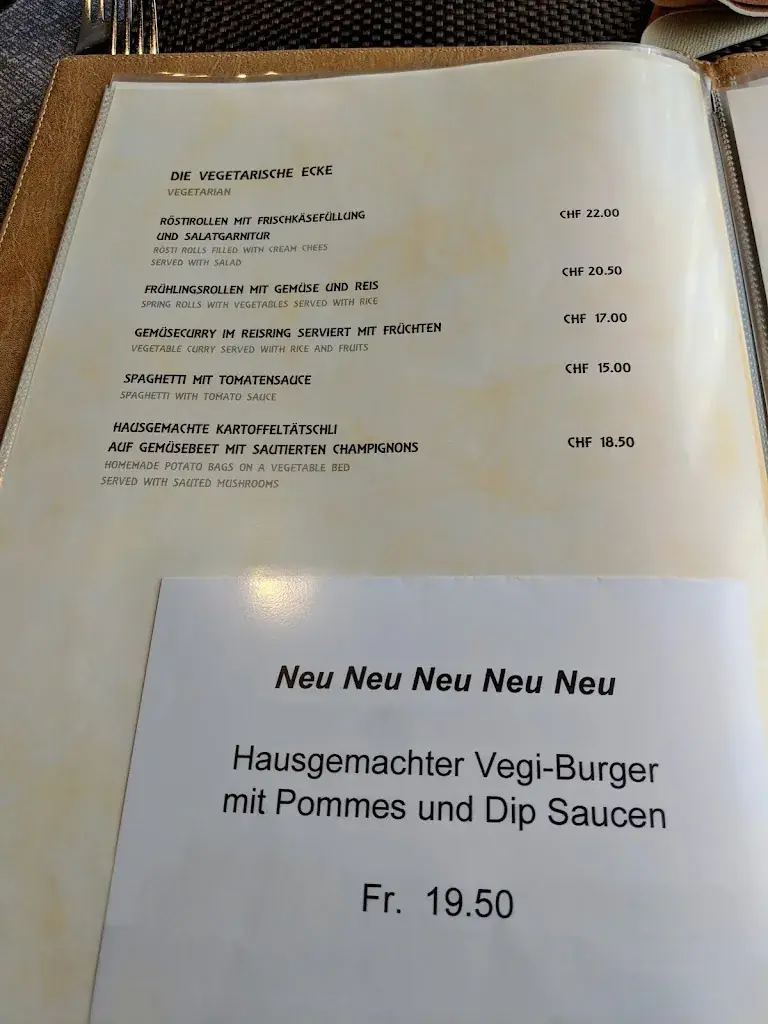 DIE VEGETARISCHE ECKE
VEGETARIAN
RÖSTIROLLEN MIT FRISCHKÄSEFÜLLUNG CHF 22.00
UND SALATGARNITUR
RÖSTI ROLLS FILLED WITH CREAM CHEES
SERVED WITH SALAD
FRÜHLINGSROLLEN MIT GEMÜSE UND REIS CHF 20.50
SPRING ROLLS WITH VEGETABLES SERVED WITH RICE
GEMÜSECURRY IM REISRING SERVIERT MIT FRÜCHTEN CHF 17.00
VEGETABLE CURRY SERVED WIITH RICE AND FRUITS
SPAGHETTI MIT TOMATENSAUCE CHF 15.00
SPAGHETTI WITH TOMATO SAUCE
HAUSGEMACHTE KARTOFFELTÄTSCHLI
AUF GEMÜSEBEET MIT SAUTIERTEN CHAMPIGNONS CHF 18.50
HOMEMADE POTATO BAGS ON A VEGETABLE BED
SERVED WITH SAUTED MUSHROOMS
Neu Neu Neu Neu Neu
Hausgemachter Vegi-Burger
mit Pommes und Dip Saucen
Fr. 19.50